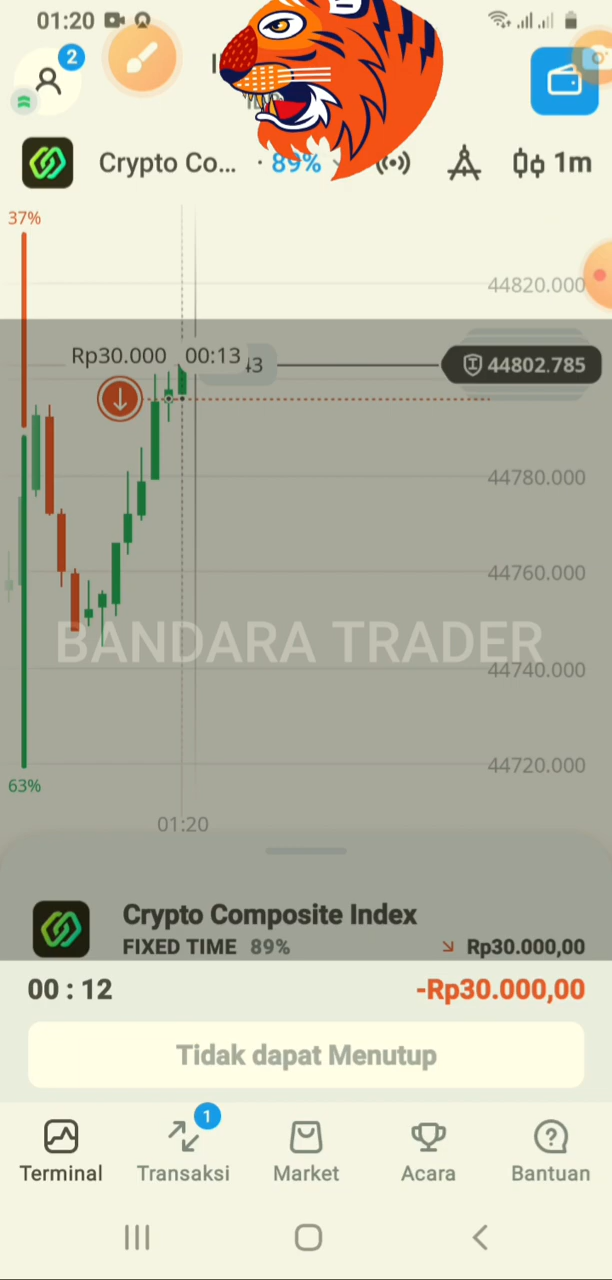 01:20
2
Crypto Co... · 89%
1m
37%
44820.000
Rp30.000 00:13
44802.785
44780.000
44760.000
BANDARA TRADER
44740.000
44720.000
63%
01:20
Crypto Composite Index
FIXED TIME 89%
Rp30.000,00
00 : 12
-Rp30.000,00
Tidak dapat Menutup
1
Terminal
Transaksi
Market
Acara
Bantuan